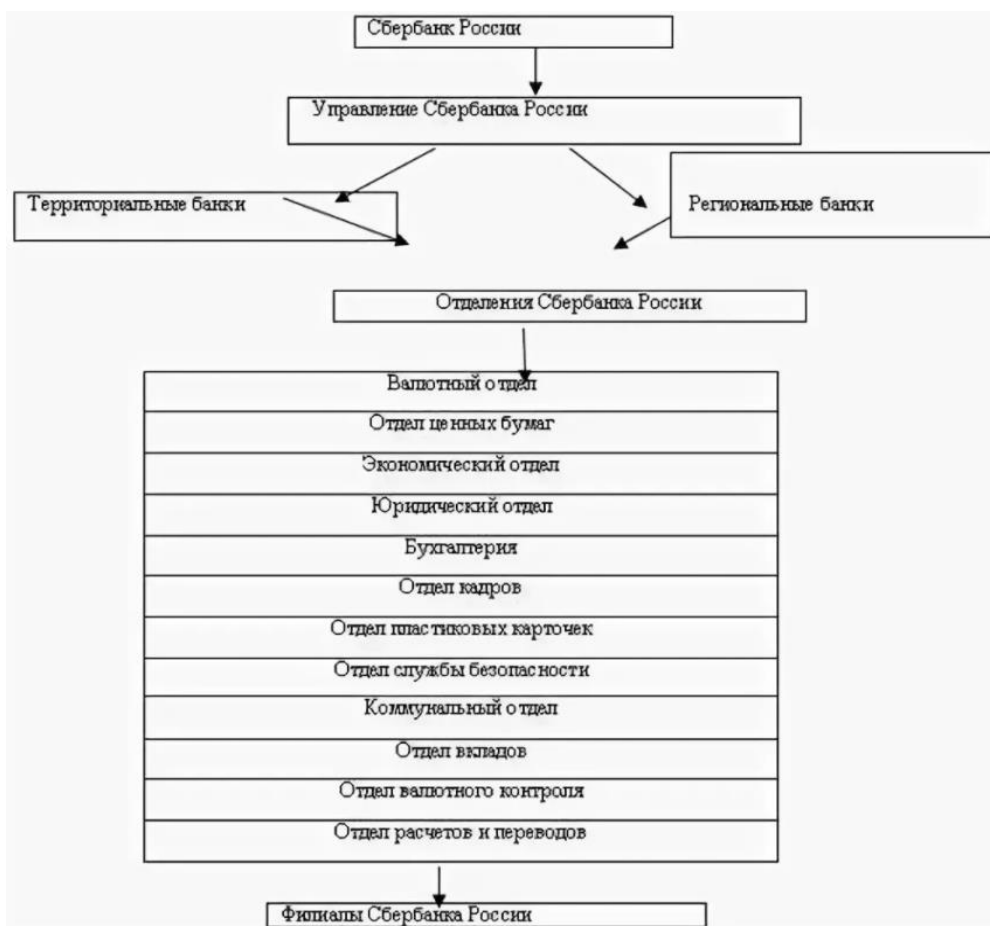 Сбербанк России
Управление Сбербанка России
Территориальные банки
Региональные банки
Отделения Сбербанка России
Валютный отдел
Отдел ценных бумаг
Экономический отдел
Юридический отдел
Бухгалтерия
Отдел кадров
Отдел пластиковых карточек
Отдел службы безопасности
Коммунальный отдел
Отдел вкладов
Отдел валютного контроля
Отдел расчетов и переводов
Филиалы Сбербанка России